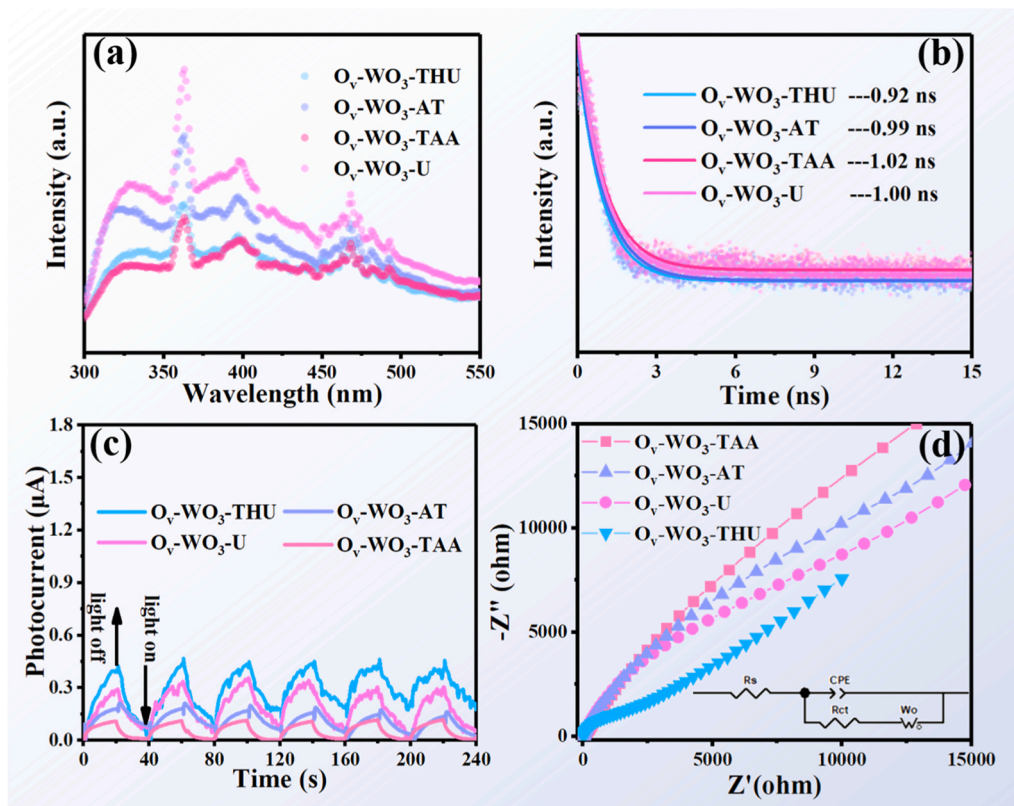 (a)
Oᵥ-WO₃-THU
Oᵥ-WO₃-AT
Oᵥ-WO₃-TAA
Oᵥ-WO₃-U
Intensity (a.u.)
300 350 400 450 500 550
Wavelength (nm)
(b)
Oᵥ-WO₃-THU ---0.92 ns
Oᵥ-WO₃-AT ---0.99 ns
Oᵥ-WO₃-TAA ---1.02 ns
Oᵥ-WO₃-U ---1.00 ns
Intensity (a.u.)
0 3 6 9 12 15
Time (ns)
(c)
1.8
1.5
1.2
0.9
0.6
0.3
0.0
Photocurrent (μA)
Oᵥ-WO₃-THU Oᵥ-WO₃-AT
Oᵥ-WO₃-U Oᵥ-WO₃-TAA
light off
light on
0 40 80 120 160 200 240
Time (s)
(d)
15000
10000
5000
0
-Z'' (ohm)
Oᵥ-WO₃-TAA
Oᵥ-WO₃-AT
Oᵥ-WO₃-U
Oᵥ-WO₃-THU
Rs CPE
Rct Wo
0 5000 10000 15000
Z'(ohm)